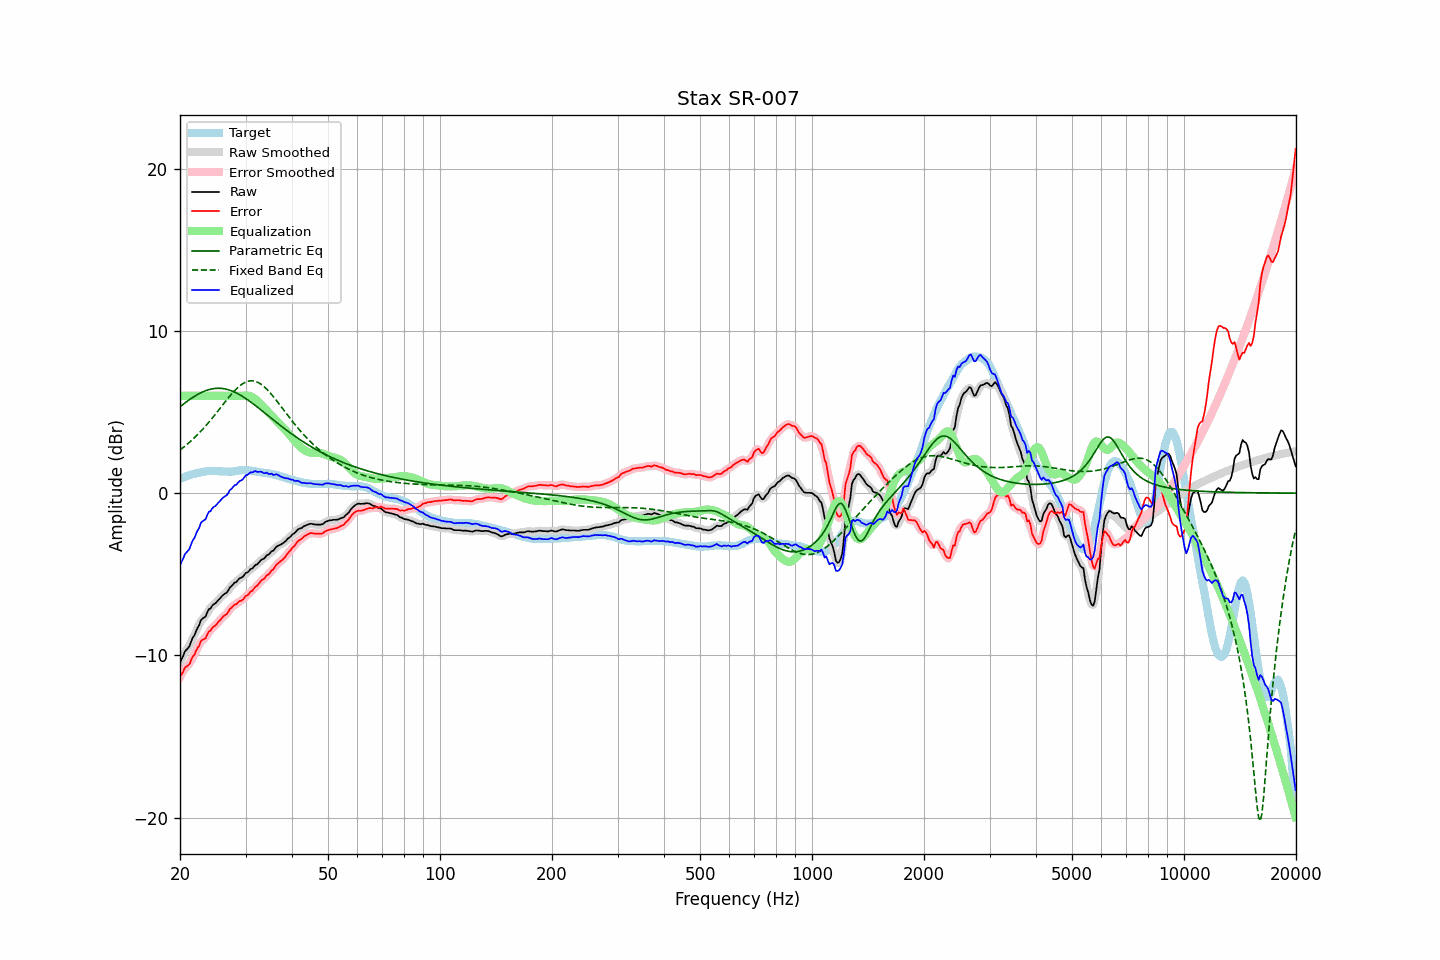 Stax SR-007
Target
Raw Smoothed
Error Smoothed
Raw
Error
Equalization
Parametric Eq
Fixed Band Eq
Equalized
Amplitude (dBr)
20
10
0
−10
−20
20
50
100
200
500
1000
2000
5000
10000
20000
Frequency (Hz)